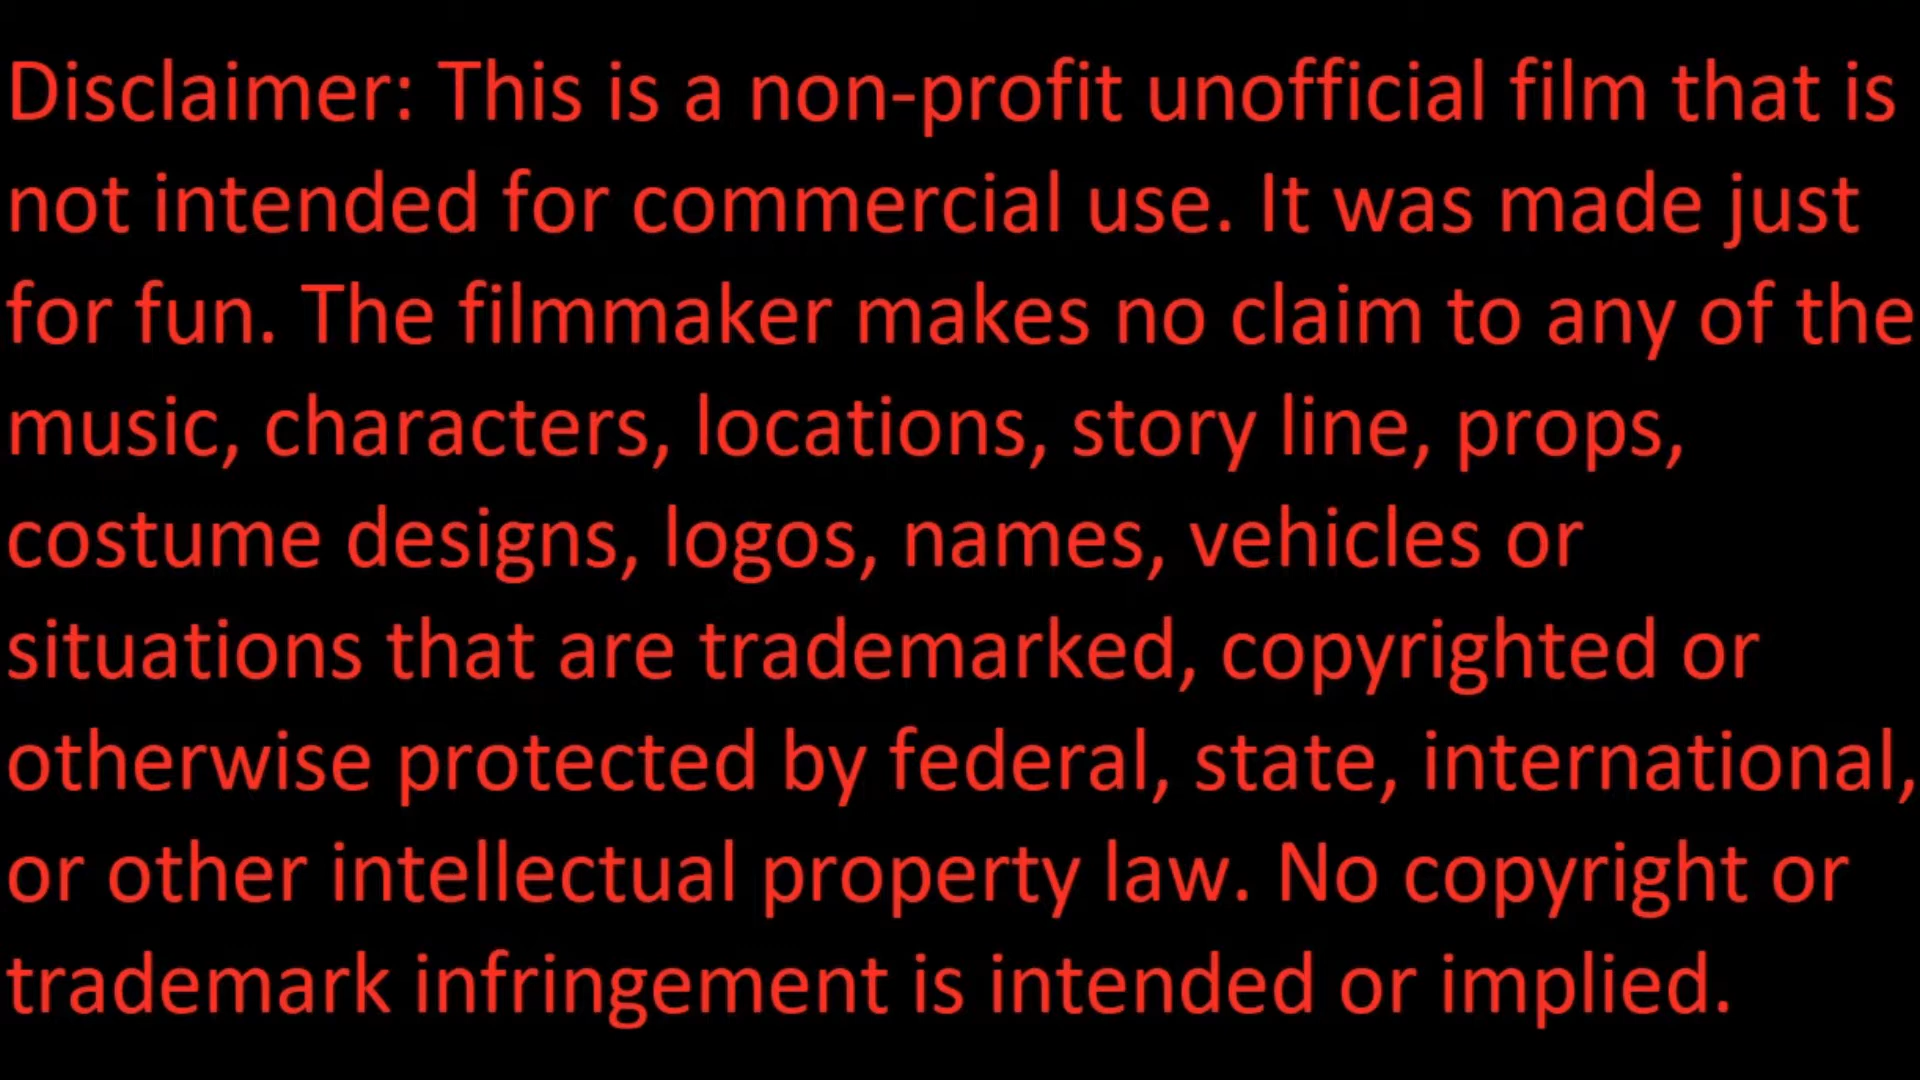 Disclaimer: This is a non-profit unofficial film that is
not intended for commercial use. It was made just
for fun. The filmmaker makes no claim to any of the
music, characters, locations, story line, props,
costume designs, logos, names, vehicles or
situations that are trademarked, copyrighted or
otherwise protected by federal, state, international,
or other intellectual property law. No copyright or
trademark infringement is intended or implied.